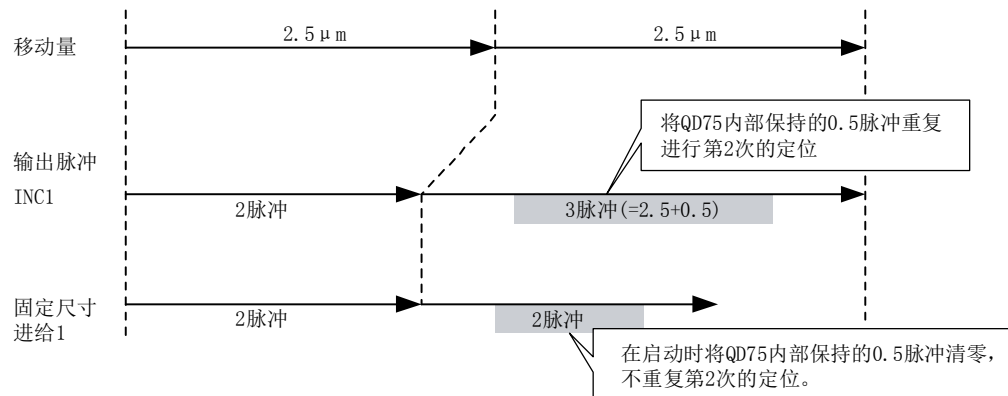 移动量
2.5μm
2.5μm
将QD75内部保持的0.5脉冲重复
进行第2次的定位
输出脉冲
INC1
2脉冲
3脉冲(=2.5+0.5)
固定尺寸
进给1
2脉冲
2脉冲
在启动时将QD75内部保持的0.5脉冲清零,
不重复第2次的定位。